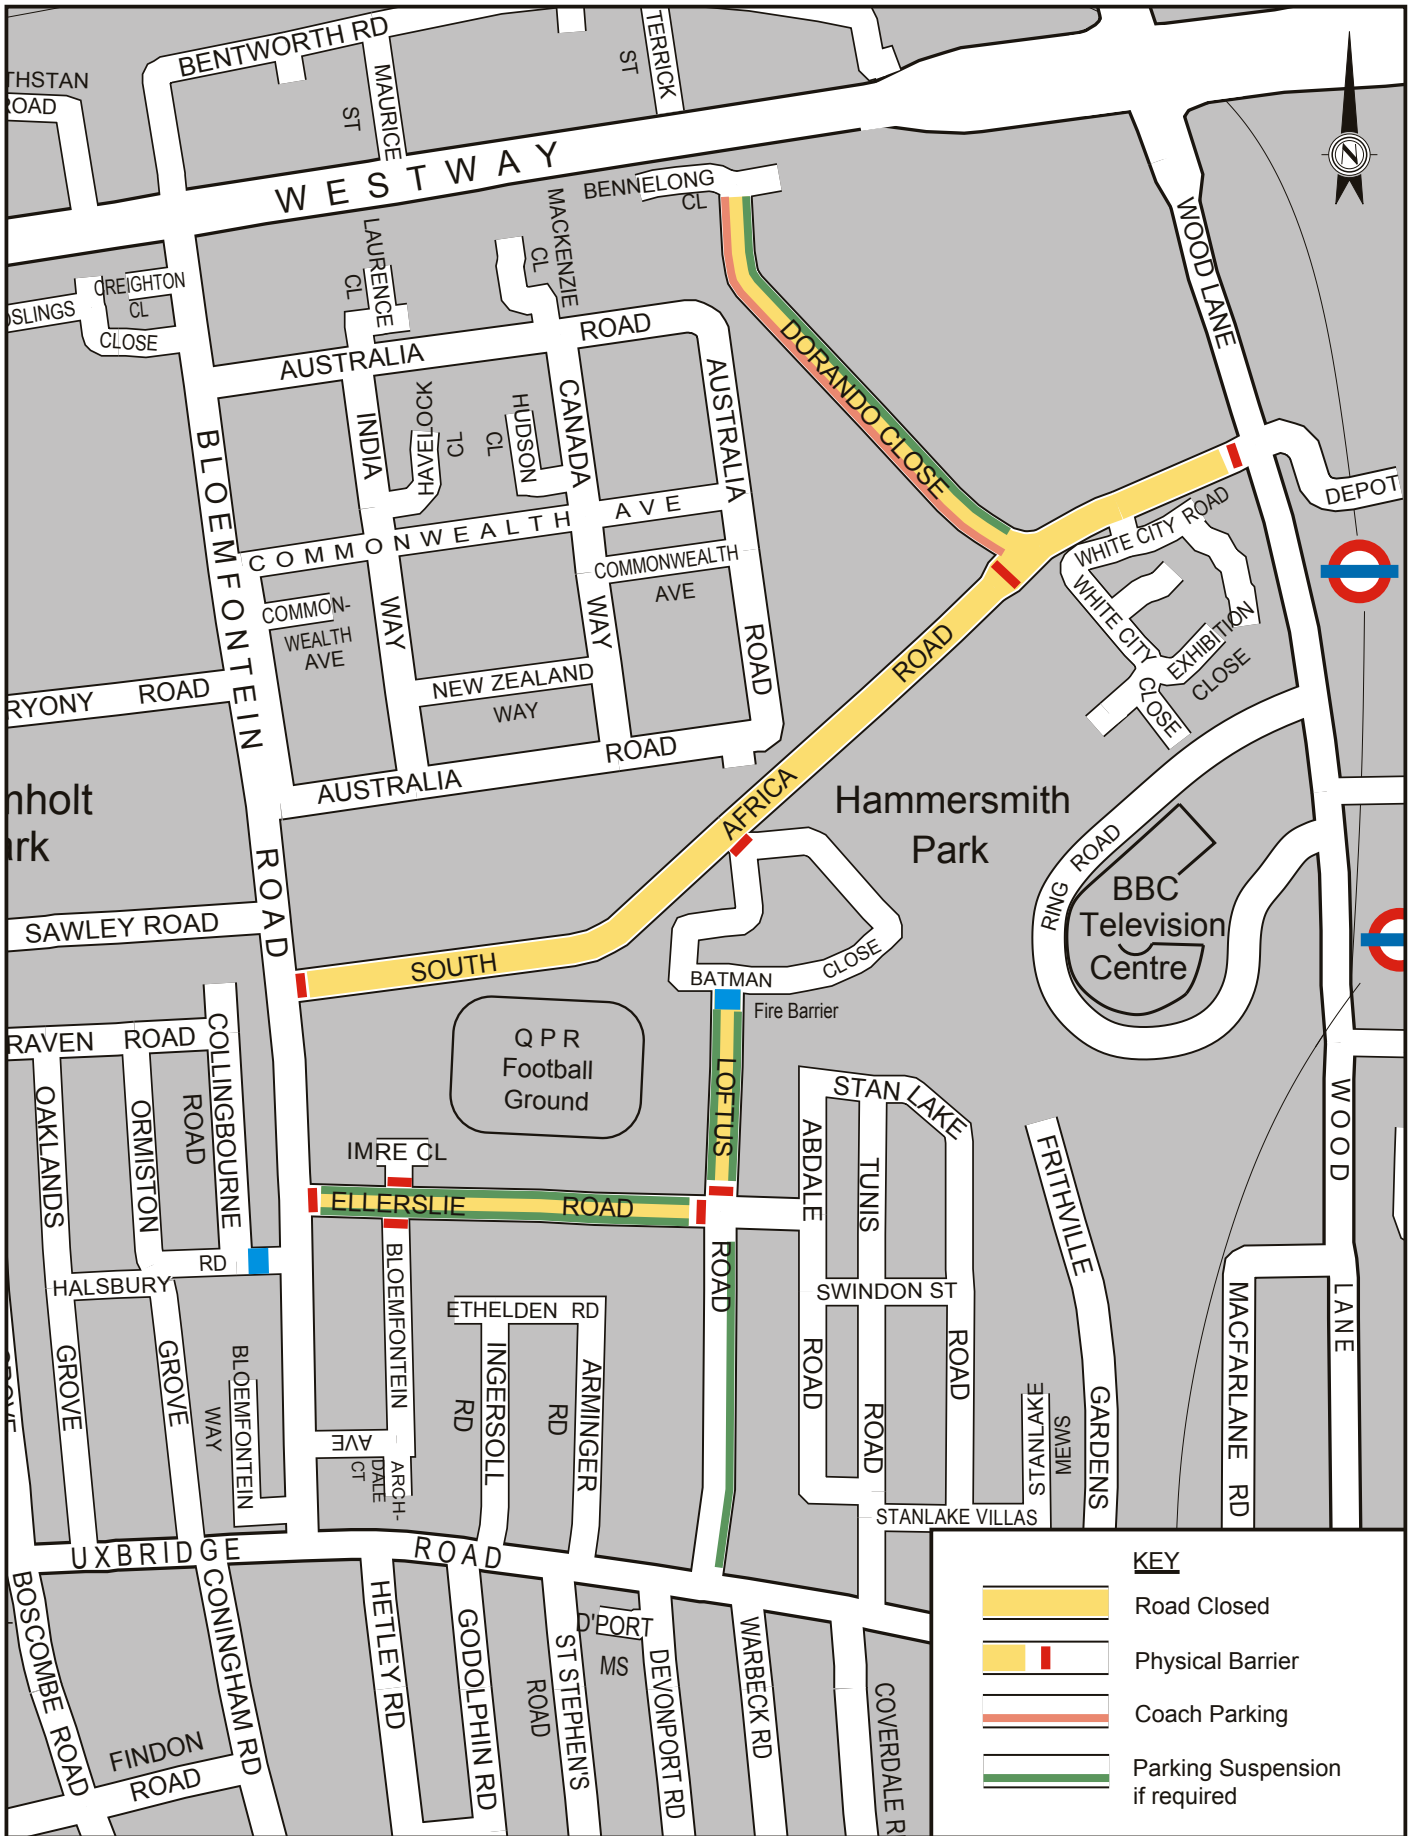 BENTWORTH RD
TERRICK
ST
THSTAN
ROAD
MAURICE
ST
WESTWAY
BENNELONG
CL
WOOD LANE
N
MACKENZIE
CL
LAURENCE
CL
CREIGHTON
CL
OSLINGS
CLOSE
AUSTRALIA
ROAD
AUSTRALIA
ROAD
DORANDO CLOSE
INDIA
WAY
HAVELOCK
CL
HUDSON
CL
CANADA
WAY
BLOEMFONTEIN
ROAD
COMMONWEALTH AVE
COMMONWEALTH
AVE
COMMON-
WEALTH
AVE
DEPOT
WHITE CITY ROAD
WHITE CITY
CLOSE
EXHIBITION
CLOSE
RYONY ROAD
NEW ZEALAND
WAY
AUSTRALIA
ROAD
SOUTH
AFRICA
ROAD
nholt
ark
Hammersmith
Park
RING ROAD
BBC
Television
Centre
SAWLEY ROAD
BATMAN
CLOSE
Fire Barrier
Q P R
Football
Ground
RAVEN ROAD
COLLINGBOURNE
ROAD
OAKLANDS
GROVE
ORMISTON
GROVE
LOFTUS
ROAD
STAN LAKE
ROAD
ABDALE
ROAD
TUNIS
ROAD
IMRE CL
ELLERSLIE ROAD
FRITHVILLE
GARDENS
WOOD
LANE
HALSBURY
RD
BLOEMFONTEIN
AVE
SWINDON ST
ETHELDEN RD
INGERSOLL
RD
ARMINGER
RD
MACFARLANE RD
GROVE
BLOEMFONTEIN
WAY
ARCH-
DALE
CT
STANLAKE
MEWS
STANLAKE VILLAS
UXBRIDGE
ROAD
BOSCOMBE ROAD
CONINGHAM RD
HETLEY RD
GODOLPHIN RD
ST STEPHEN'S
ROAD
D'PORT
MS
DEVONPORT RD
WARBECK RD
COVERDALE R
FINDON
ROAD
KEY
Road Closed
Physical Barrier
Coach Parking
Parking Suspension
if required